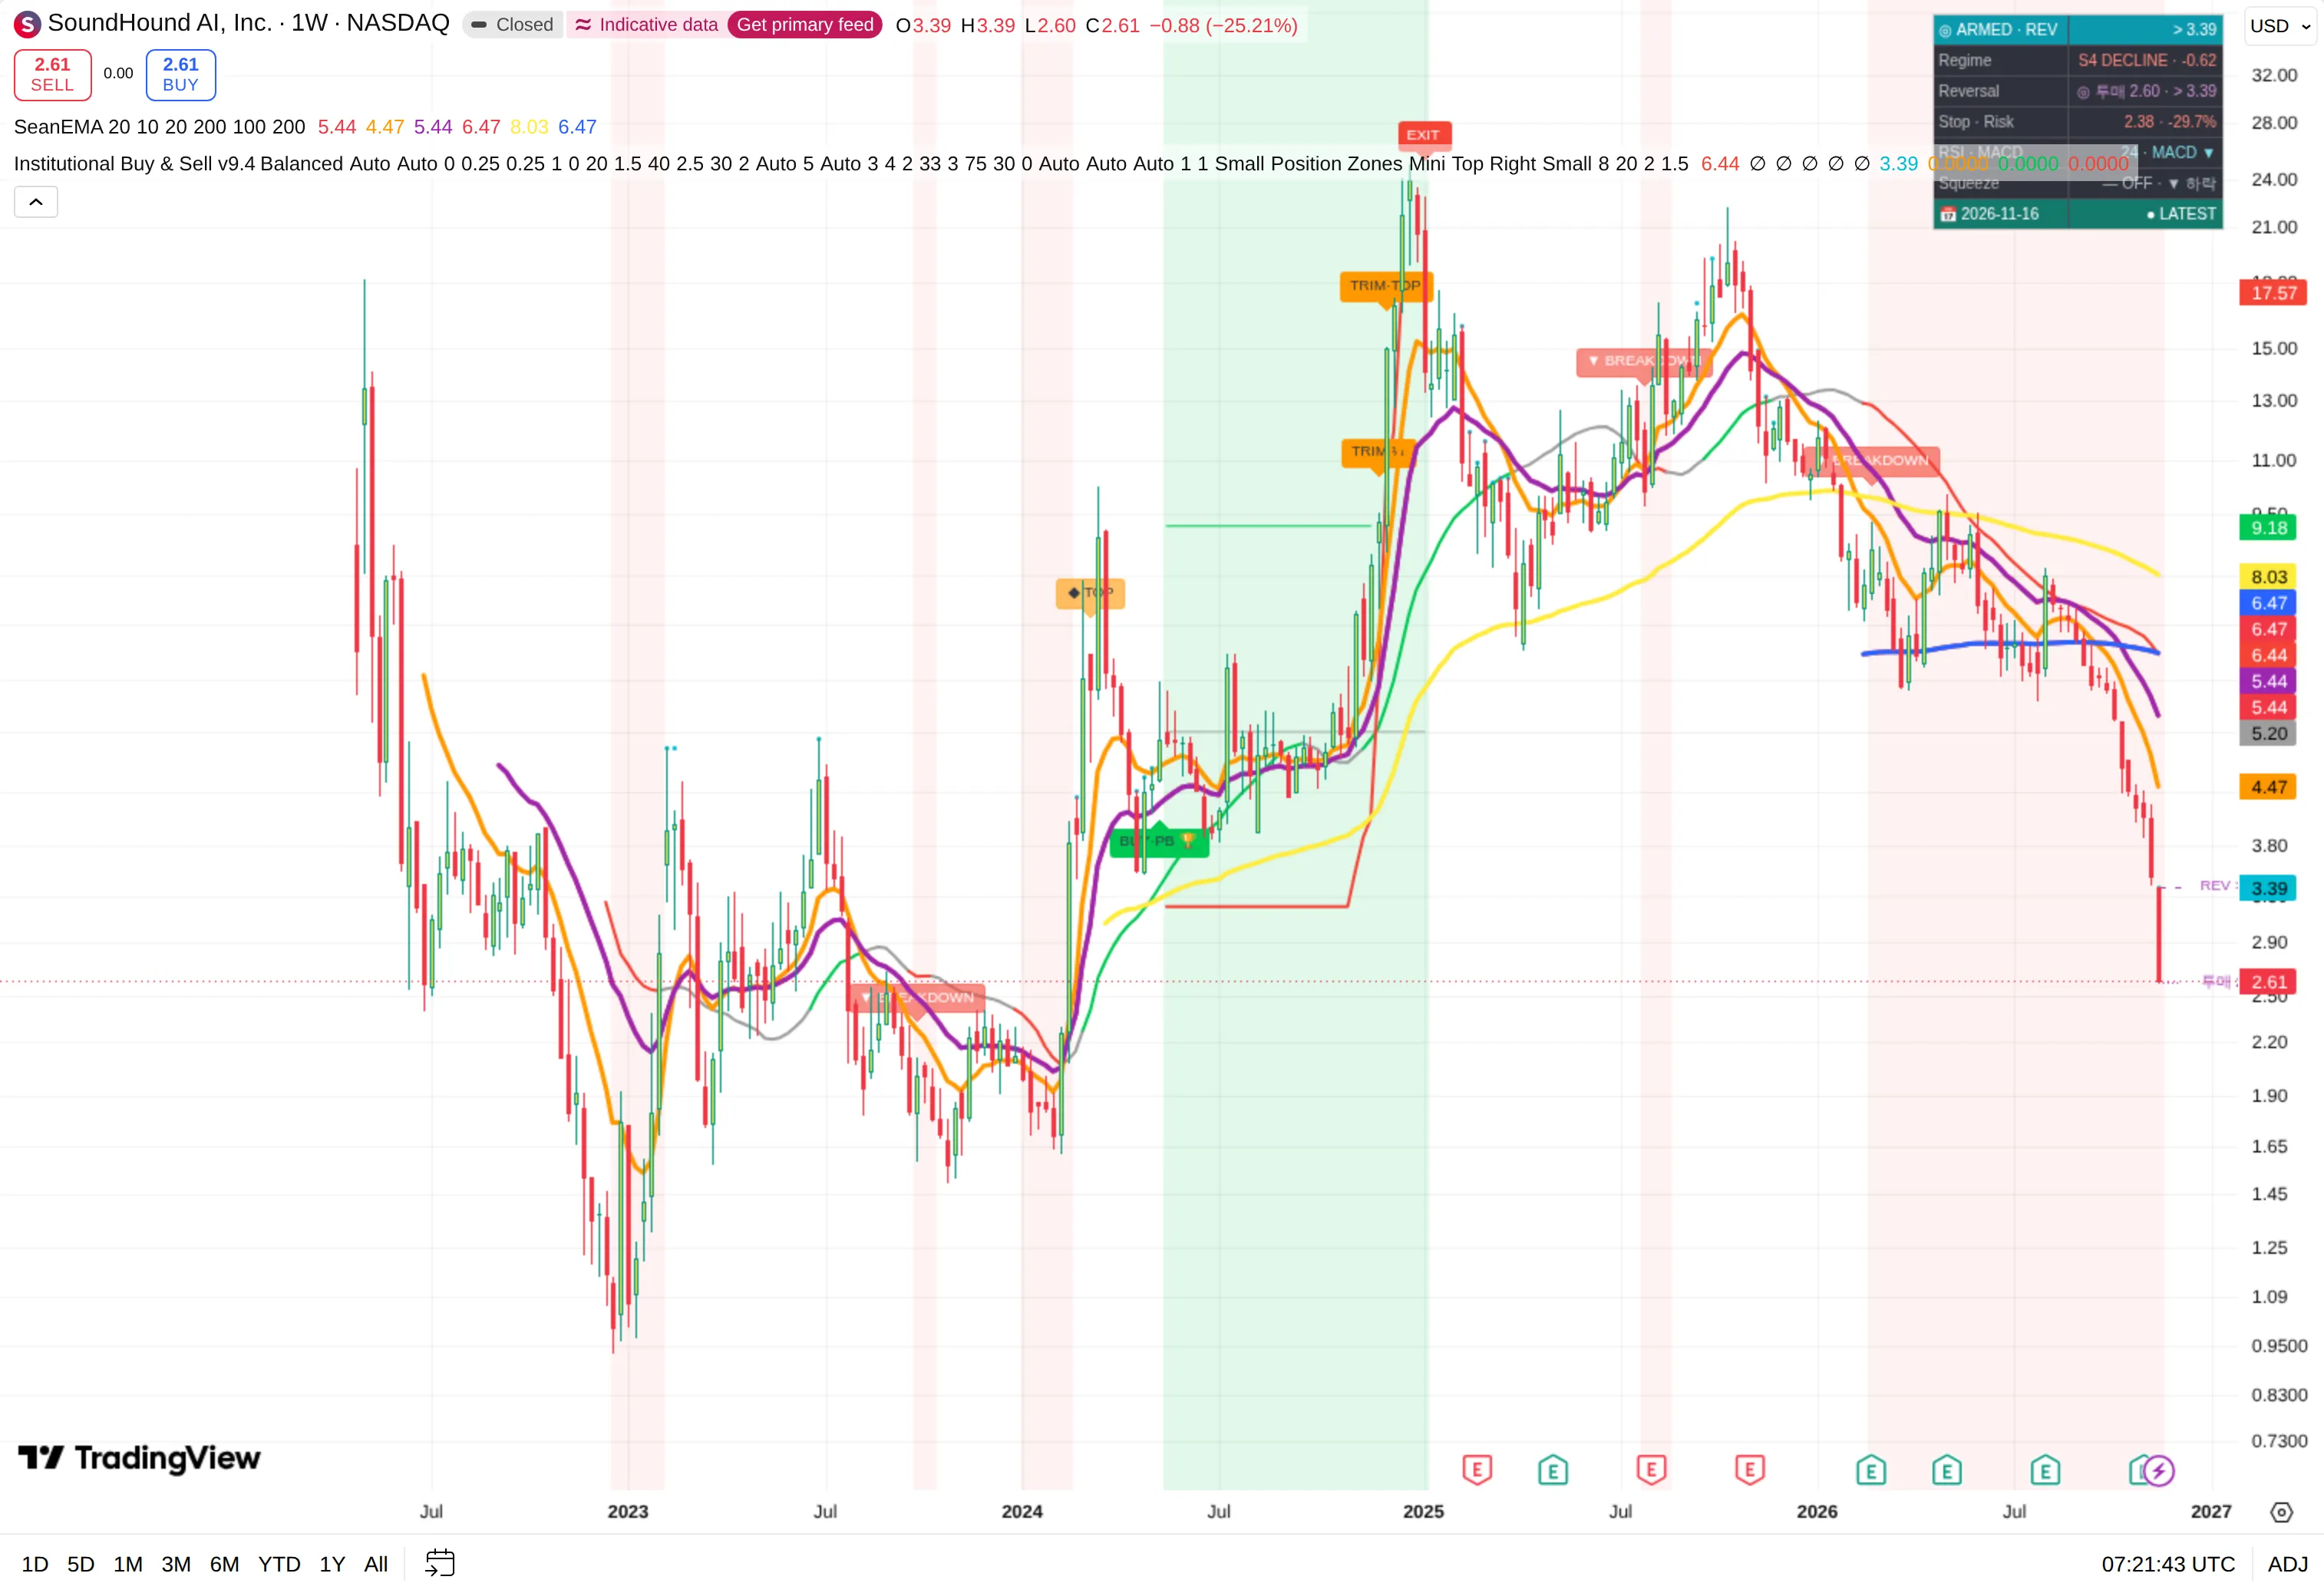 SoundHound AI, Inc. · 1W · NASDAQ Closed Indicative data Get primary feed O3.39 H3.39 L2.60 C2.61 −0.88 (−25.21%)
2.61 SELL 0.00 2.61 BUY
SeanEMA 20 10 20 200 100 200 5.44 4.47 5.44 6.47 8.03 6.47
Institutional Buy & Sell v9.4 Balanced Auto Auto 0 0.25 0.25 1 0 20 1.5 40 2.5 30 2 Auto 5 Auto 3 4 2 33 3 75 30 0 Auto Auto Auto 1 1 Small Position Zones Mini Top Right Small 8 20 2 1.5 6.44 ∅ ∅ ∅ ∅ ∅ 3.39 0.0000 0.0000 0.0000
◎ ARMED · REV > 3.39
Regime S4 DECLINE · -0.62
Reversal ◎ 투매 2.60 · > 3.39
Stop · Risk 2.38 · -29.7%
RSI · MACD 24 · MACD ▼
Squeeze — OFF · ▼ 하락
📅 2026-11-16 ● LATEST
USD
32.00
28.00
24.00
21.00
17.57
15.00
13.00
11.00
9.18
8.03
6.47
6.47
6.44
5.44
5.44
5.20
4.47
3.80
REV 3.39
2.90
투매 2.61
2.50
2.20
1.90
1.65
1.45
1.25
1.09
0.9500
0.8300
0.7300
EXIT
TRIM-TOP
TRIM
▼ BREAKDOWN
BREAKDOWN
◆ TOP
BUY-PB 🏆
▼ BREAKDOWN
TradingView
E E E E E E E
Jul 2023 Jul 2024 Jul 2025 Jul 2026 Jul 2027
1D 5D 1M 3M 6M YTD 1Y All 07:21:43 UTC ADJ